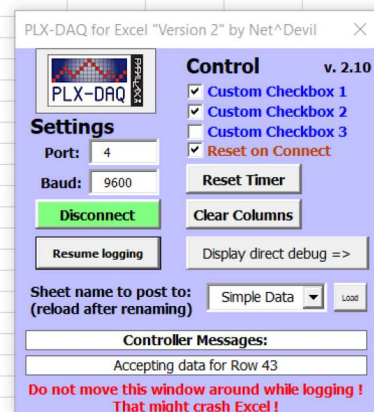 PLX-DAQ for Excel "Version 2" by Net^Devil
PLX-DAQ
PARALLAX
Control v. 2.10
Custom Checkbox 1
Custom Checkbox 2
Custom Checkbox 3
Reset on Connect
Settings
Port: 4
Baud: 9600
Reset Timer
Disconnect
Clear Columns
Resume logging
Display direct debug =>
Sheet name to post to:
(reload after renaming)
Simple Data
Load
Controller Messages:
Accepting data for Row 43
Do not move this window around while logging !
That might crash Excel !